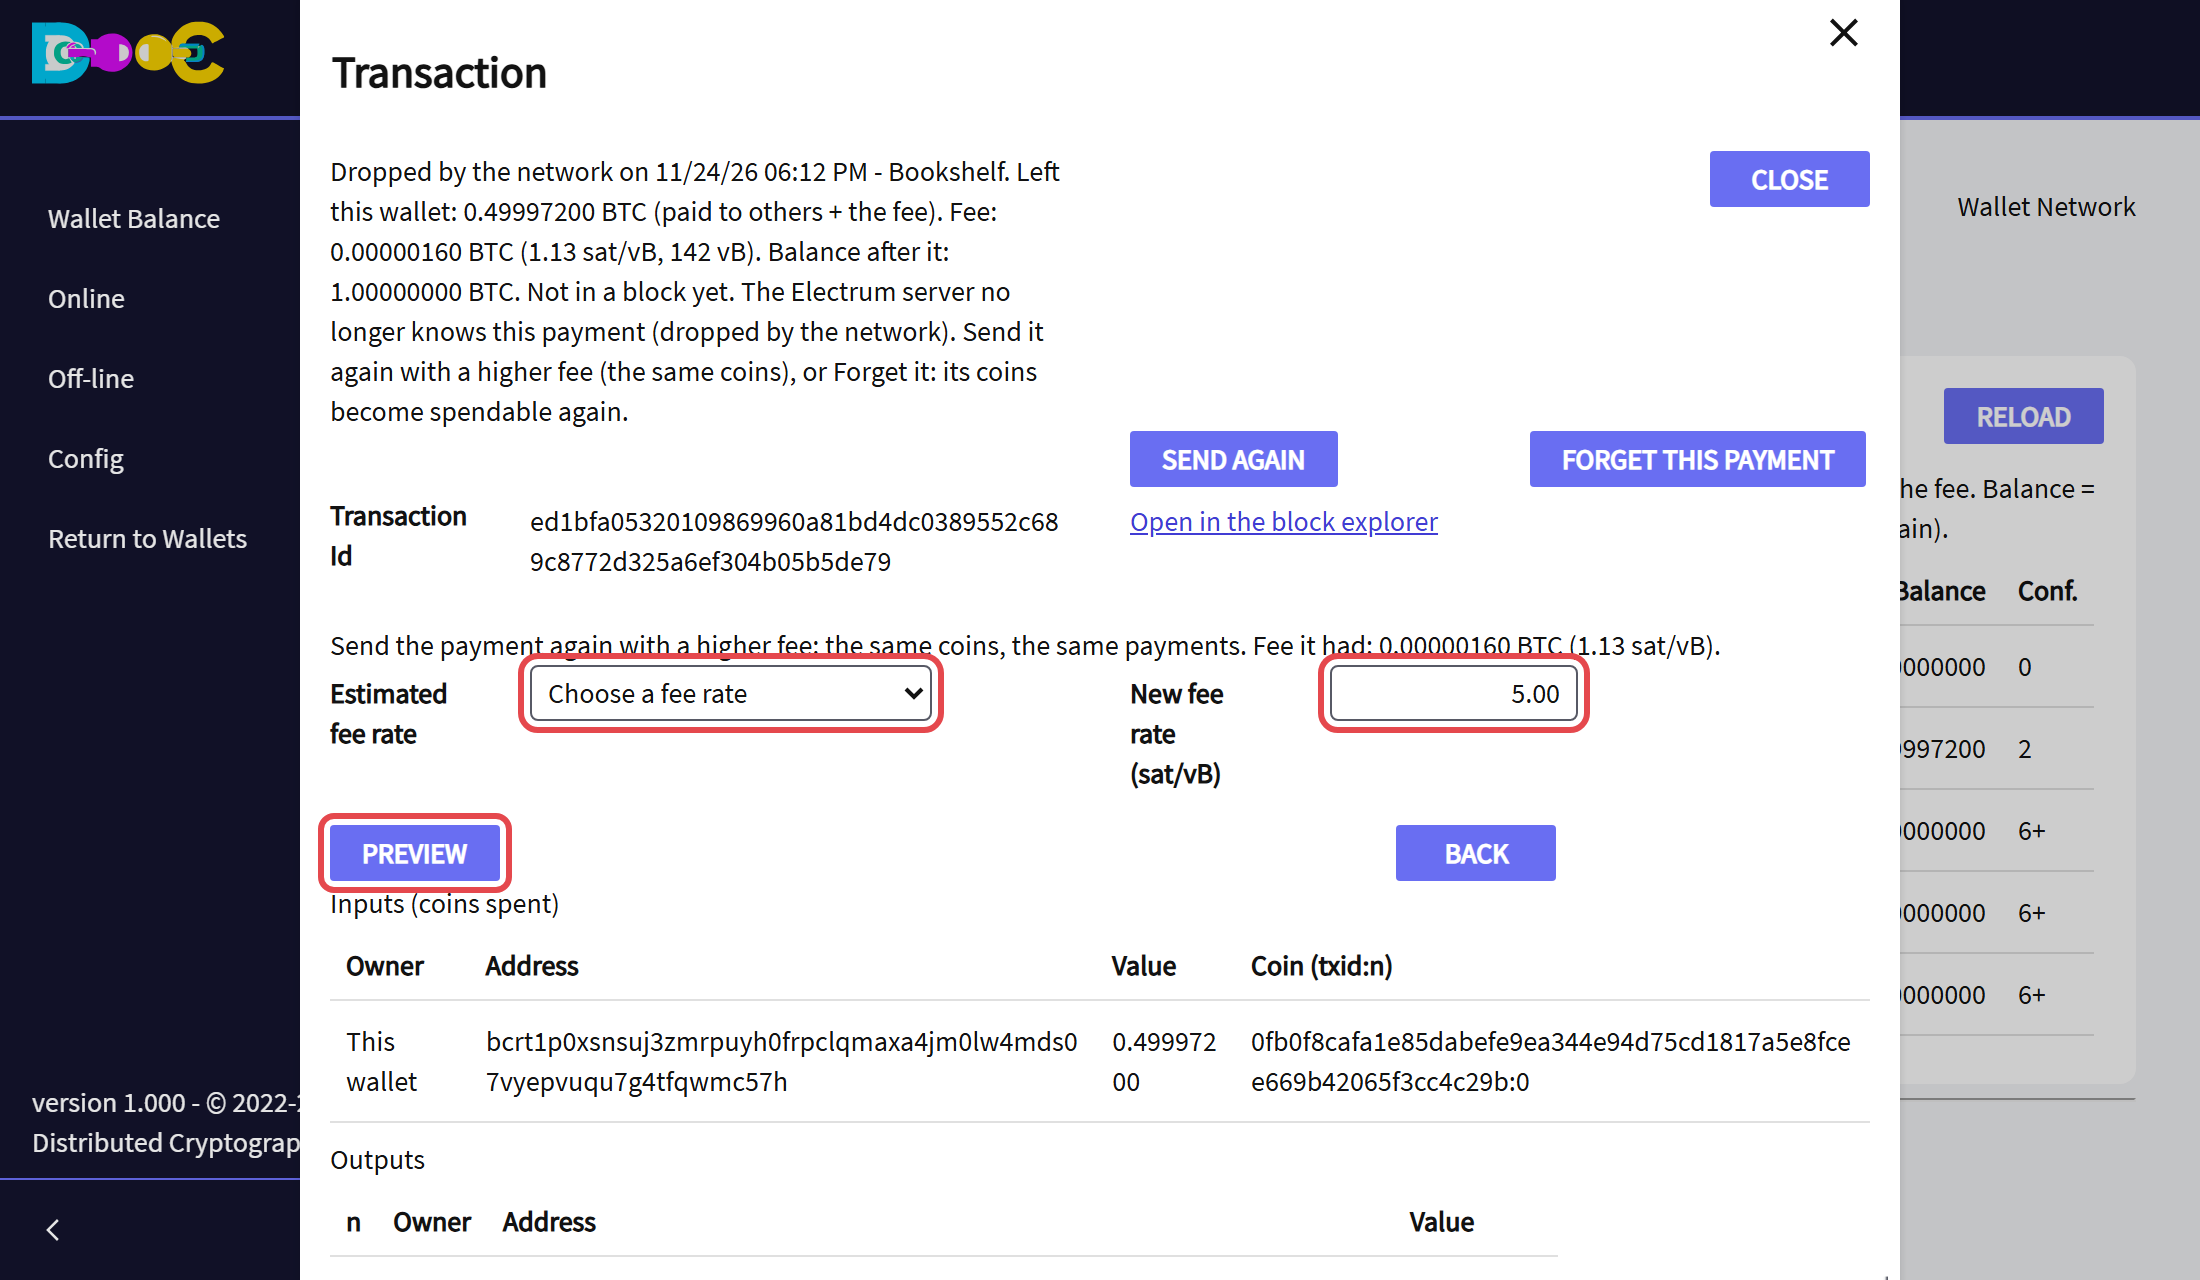 Transaction
Dropped by the network on 11/24/26 06:12 PM - Bookshelf. Left
this wallet: 0.49997200 BTC (paid to others + the fee). Fee:
0.00000160 BTC (1.13 sat/vB, 142 vB). Balance after it:
1.00000000 BTC. Not in a block yet. The Electrum server no
longer knows this payment (dropped by the network). Send it
again with a higher fee (the same coins), or Forget it: its coins
become spendable again.
CLOSE
SEND AGAIN
FORGET THIS PAYMENT
Transaction
Id
ed1bfa05320109869960a81bd4dc0389552c68
9c8772d325a6ef304b05b5de79
Open in the block explorer
Send the payment again with a higher fee: the same coins, the same payments. Fee it had: 0.00000160 BTC (1.13 sat/vB).
Estimated
fee rate
Choose a fee rate
New fee
rate
(sat/vB)
5.00
PREVIEW
BACK
Inputs (coins spent)
Owner Address Value Coin (txid:n)
This
wallet
bcrt1p0xsnsuj3zmrpuyh0frpclqmaxa4jm0lw4mds0
7vyepvuqu7g4tfqwmc57h
0.499972
00
0fb0f8cafa1e85dabefe9ea344e94d75cd1817a5e8fce
e669b42065f3cc4c29b:0
Outputs
n Owner Address Value
Wallet Balance
Online
Off-line
Config
Return to Wallets
version 1.000 - © 2022-
Distributed Cryptograp
Wallet Network
RELOAD
he fee. Balance =
ain).
Balance Conf.
0000000 0
9997200 2
0000000 6+
0000000 6+
0000000 6+